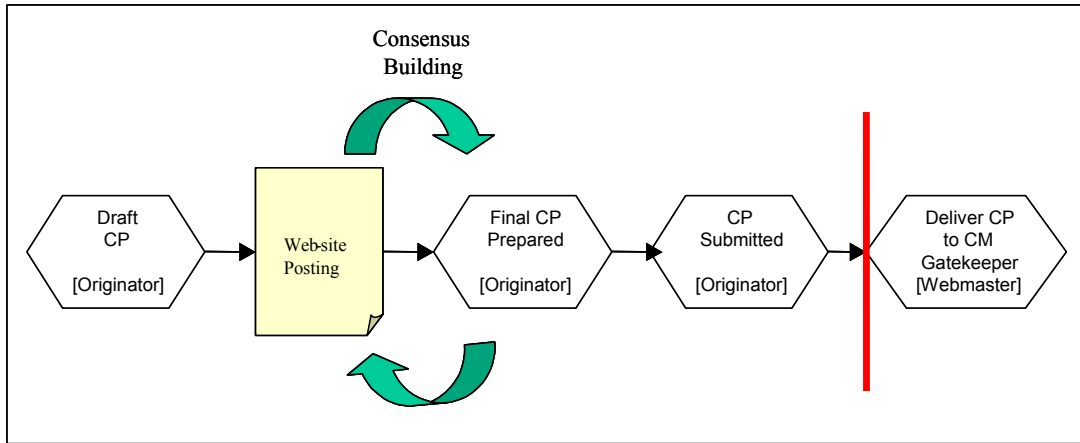 Consensus
Building
Draft
CP
[Originator]
Web-site
Posting
Final CP
Prepared
[Originator]
CP
Submitted
[Originator]
Deliver CP
to CM
Gatekeeper
[Webmaster]